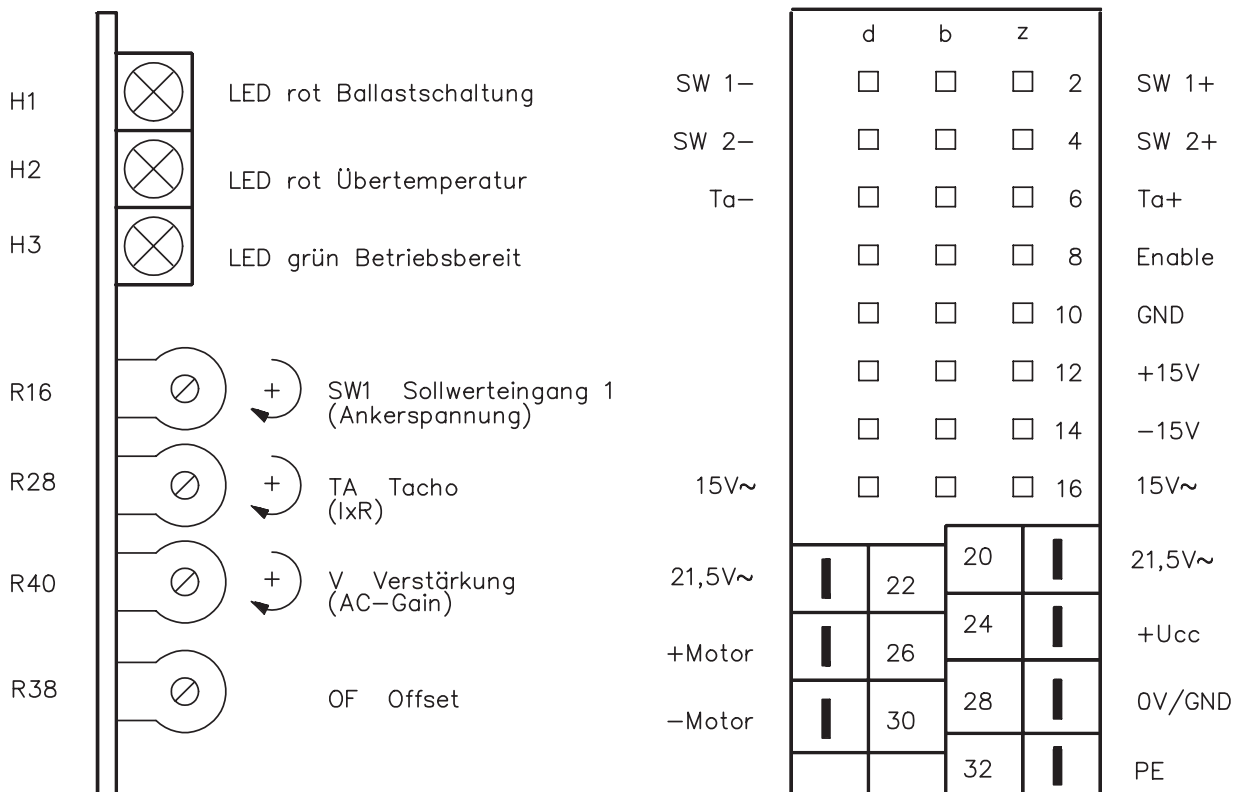 H1 LED rot Ballastschaltung
H2 LED rot Übertemperatur
H3 LED grün Betriebsbereit
R16 + SW1 Sollwerteingang 1
(Ankerspannung)
R28 + TA Tacho
(IxR)
R40 + V Verstärkung
(AC-Gain)
R38 OF Offset
d b z
SW 1- 2 SW 1+
SW 2- 4 SW 2+
Ta- 6 Ta+
8 Enable
10 GND
12 +15V
14 -15V
15V~ 16 15V~
20 21,5V~
21,5V~ 22
24 +Ucc
+Motor 26
28 0V/GND
-Motor 30
32 PE